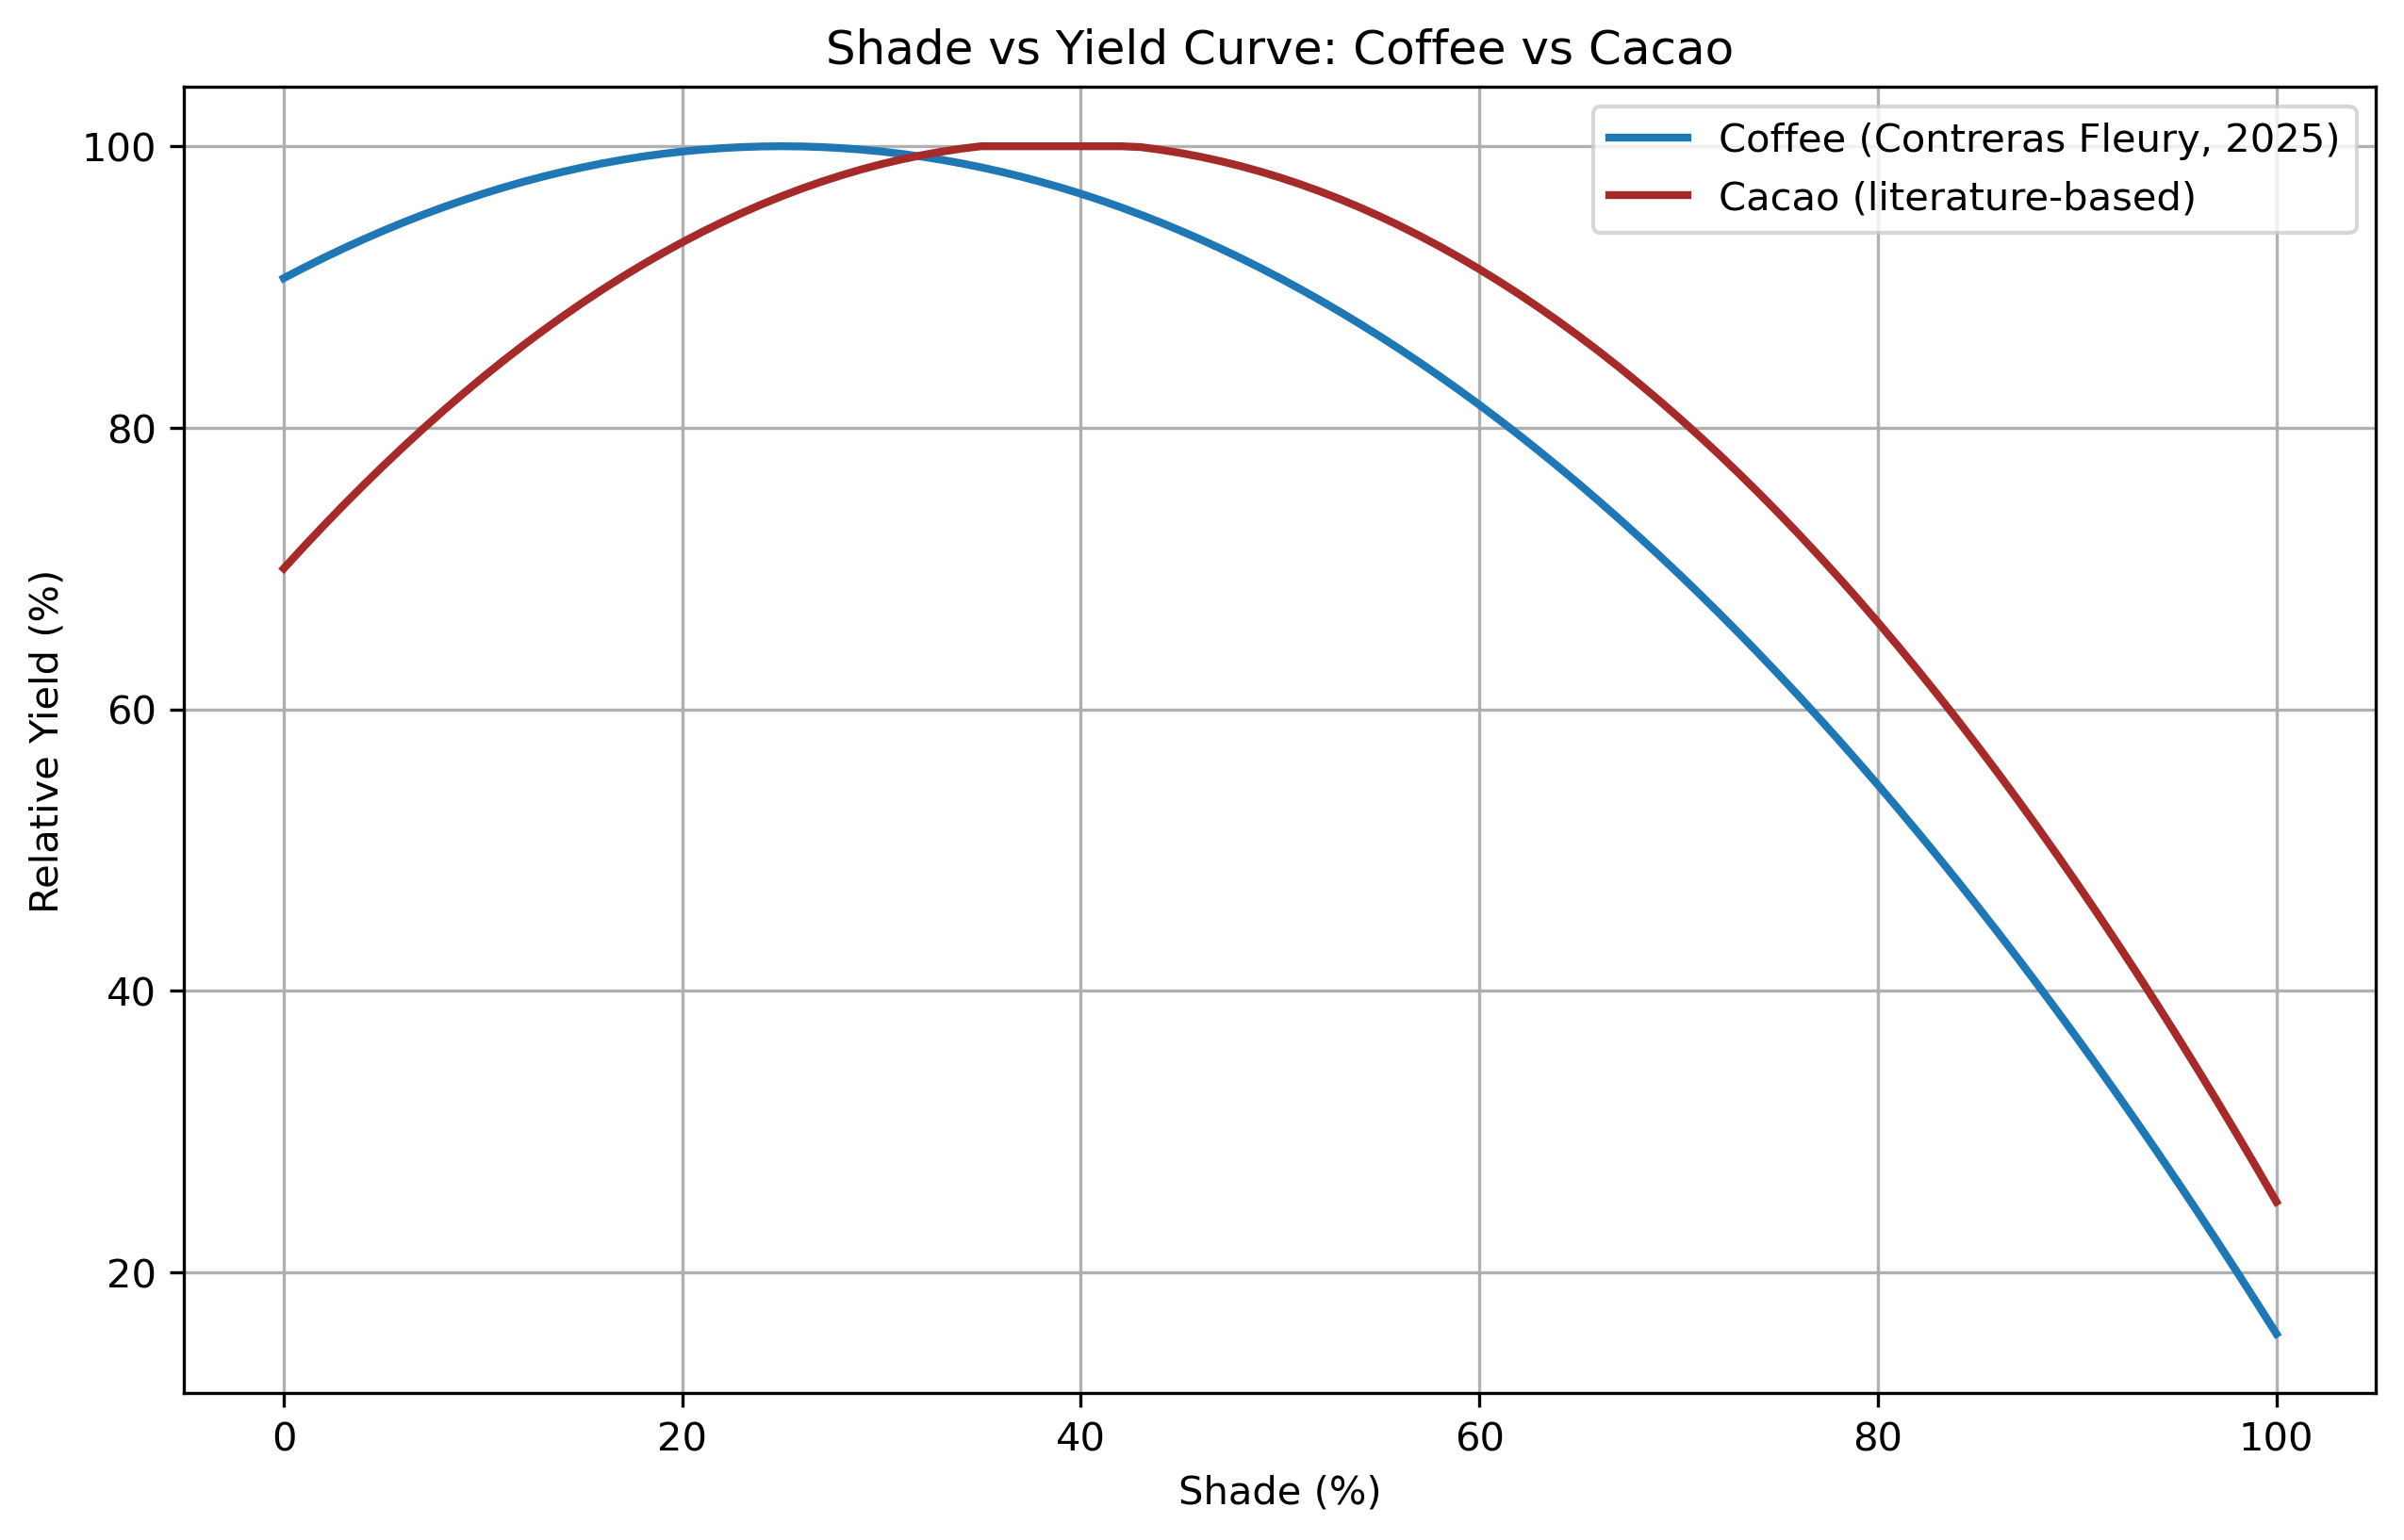 Shade vs Yield Curve: Coffee vs Cacao
Coffee (Contreras Fleury, 2025)
Cacao (literature-based)
Relative Yield (%)
100
80
60
40
20
0 20 40 60 80 100
Shade (%)